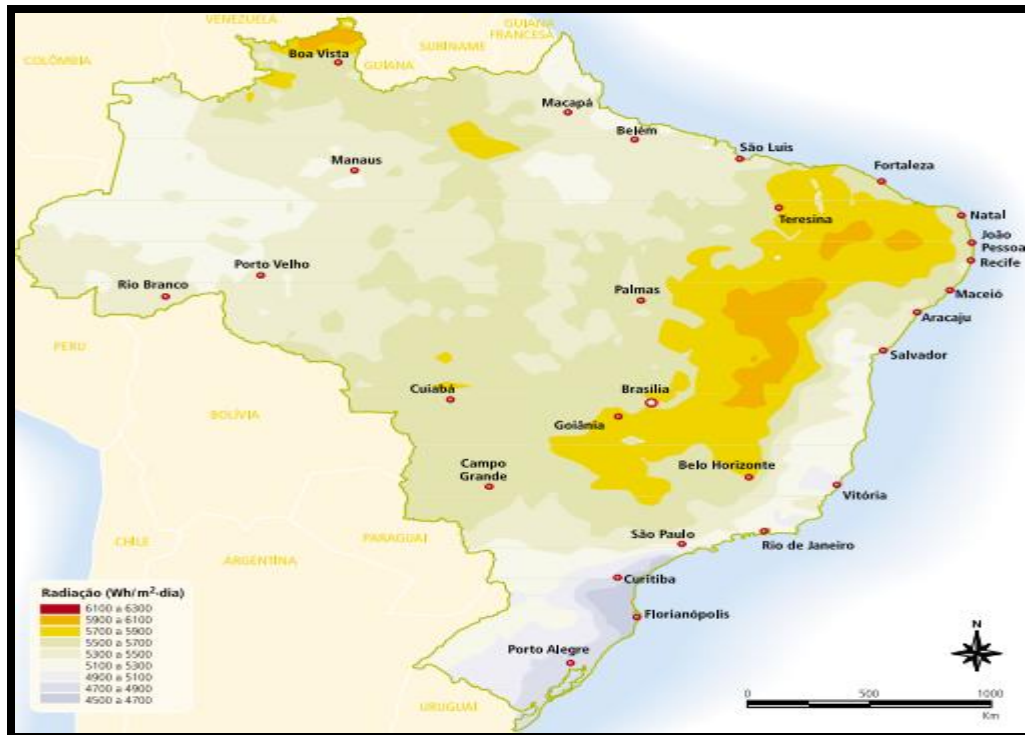 VENEZUELA
GUIANA
FRANCESA
SURINAME
COLÔMBIA
Boa Vista
GUIANA
Macapá
Belém
São Luis
Fortaleza
Manaus
Teresina
Natal
João
Pessoa
Recife
Porto Velho
Rio Branco
Palmas
Maceió
Aracaju
PERU
Salvador
Cuiabá
Brasília
BOLÍVIA
Goiânia
Campo
Grande
Belo Horizonte
Vitória
CHILE
PARAGUAI
São Paulo
Rio de Janeiro
ARGENTINA
Curitiba
Radiação (Wh/m²-dia)
6100 a 6300
5900 a 6100
5700 a 5900
5500 a 5700
5300 a 5500
5100 a 5300
4900 a 5100
4700 a 4900
4500 a 4700
Florianópolis
Porto Alegre
URUGUAI
N
0 500 1000
Km